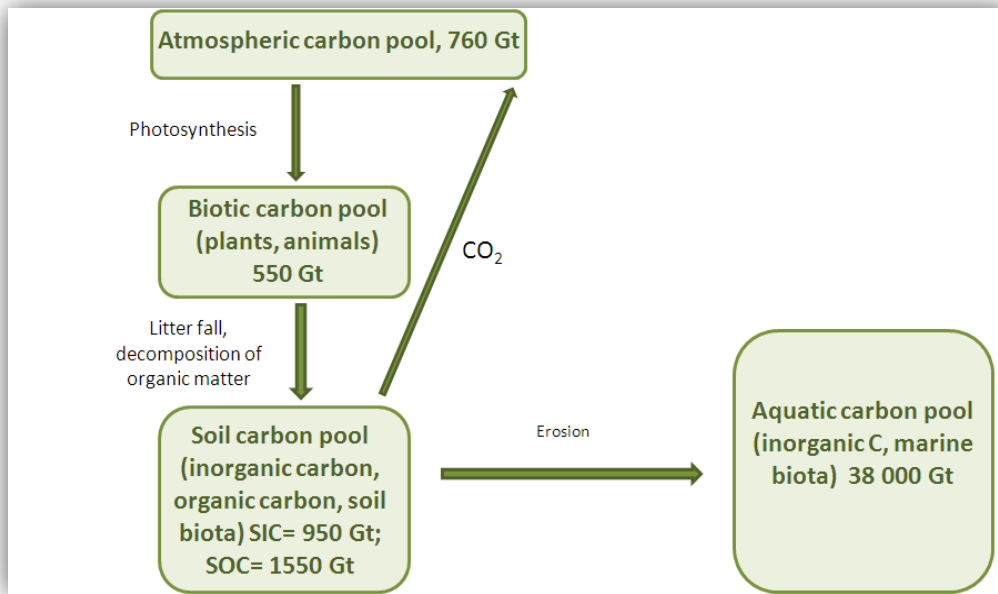 Atmospheric carbon pool, 760 Gt
Photosynthesis
Biotic carbon pool
(plants, animals)
550 Gt
CO₂
Litter fall,
decomposition of
organic matter
Soil carbon pool
(inorganic carbon,
organic carbon, soil
biota) SIC= 950 Gt;
SOC= 1550 Gt
Erosion
Aquatic carbon pool
(inorganic C, marine
biota) 38 000 Gt